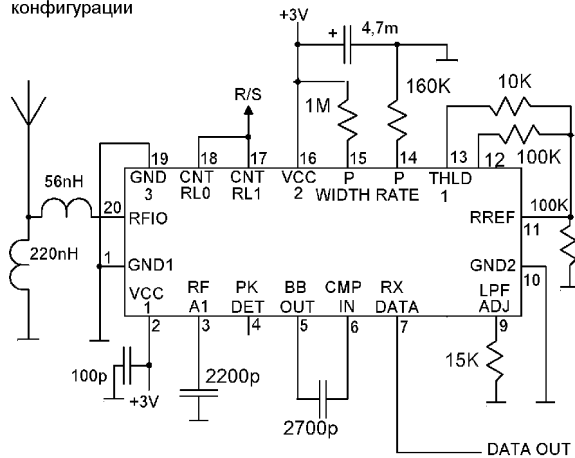 конфигурации
+3V
+
4,7m
R/S
1M
160K
10K
100K
19
18
17
16
15
14
13
12
GND
3
CNT
RL0
CNT
RL1
VCC
2
P
WIDTH
P
RATE
THLD
1
56nH
20
RFIO
RREF
100K
11
220nH
1
GND1
GND2
10
VCC
1
RF
A1
PK
DET
BB
OUT
CMP
IN
RX
DATA
LPF
ADJ
2
3
4
5
6
7
9
100p
+3V
2200p
2700p
15K
DATA OUT